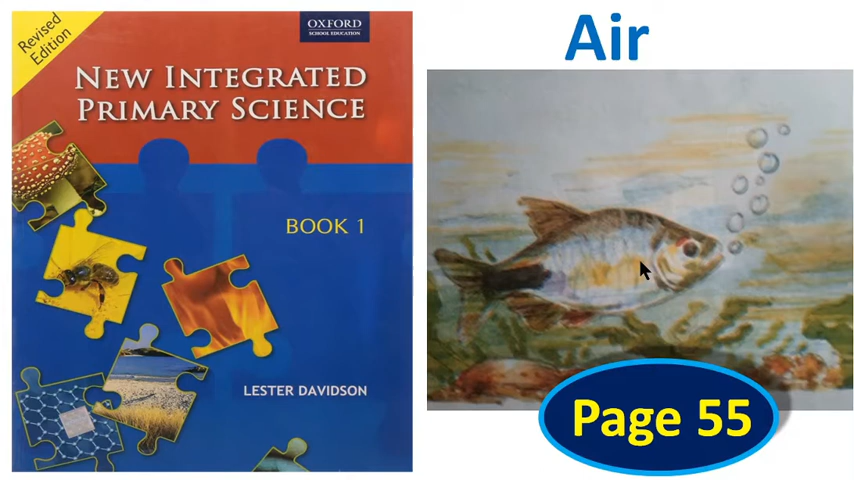 Revised
Edition
OXFORD
SCHOOL EDUCATION
NEW INTEGRATED
PRIMARY SCIENCE
BOOK 1
LESTER DAVIDSON
Air
Page 55